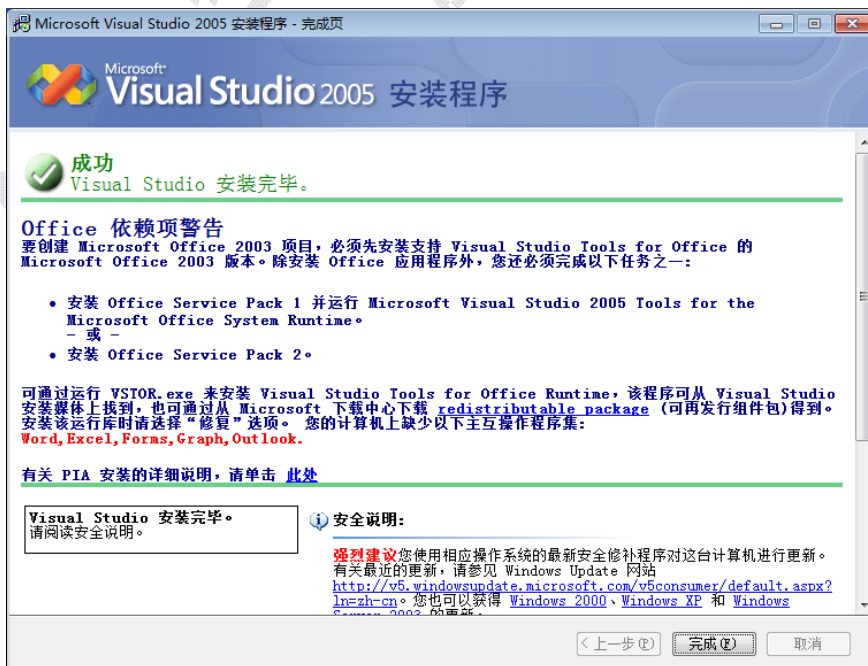 Microsoft Visual Studio 2005 安装程序 - 完成页
Microsoft
Visual Studio 2005 安装程序
成功
Visual Studio 安装完毕。
Office 依赖项警告
要创建 Microsoft Office 2003 项目，必须先安装支持 Visual Studio Tools for Office 的
Microsoft Office 2003 版本。除安装 Office 应用程序外，您还必须完成以下任务之一：
• 安装 Office Service Pack 1 并运行 Microsoft Visual Studio 2005 Tools for the
Microsoft Office System Runtime。
- 或 -
• 安装 Office Service Pack 2。
可通过运行 VSTOR.exe 来安装 Visual Studio Tools for Office Runtime，该程序可从 Visual Studio
安装媒体上找到，也可通过从 Microsoft 下载中心下载 redistributable package (可再发行组件包)得到。
安装该运行库时请选择“修复”选项。 您的计算机上缺少以下主互操作程序集：
Word,Excel,Forms,Graph,Outlook.
有关 PIA 安装的详细说明，请单击 此处
Visual Studio 安装完毕。
请阅读安全说明。
安全说明：
强烈建议您使用相应操作系统的最新安全修补程序对这台计算机进行更新。
有关最近的更新，请参见 Windows Update 网站
http://v5.windowsupdate.microsoft.com/v5consumer/default.aspx?
ln=zh-cn。您也可以获得 Windows 2000、Windows XP 和 Windows
Server 2003 的更新。
<上一步(P)
完成(F)
取消